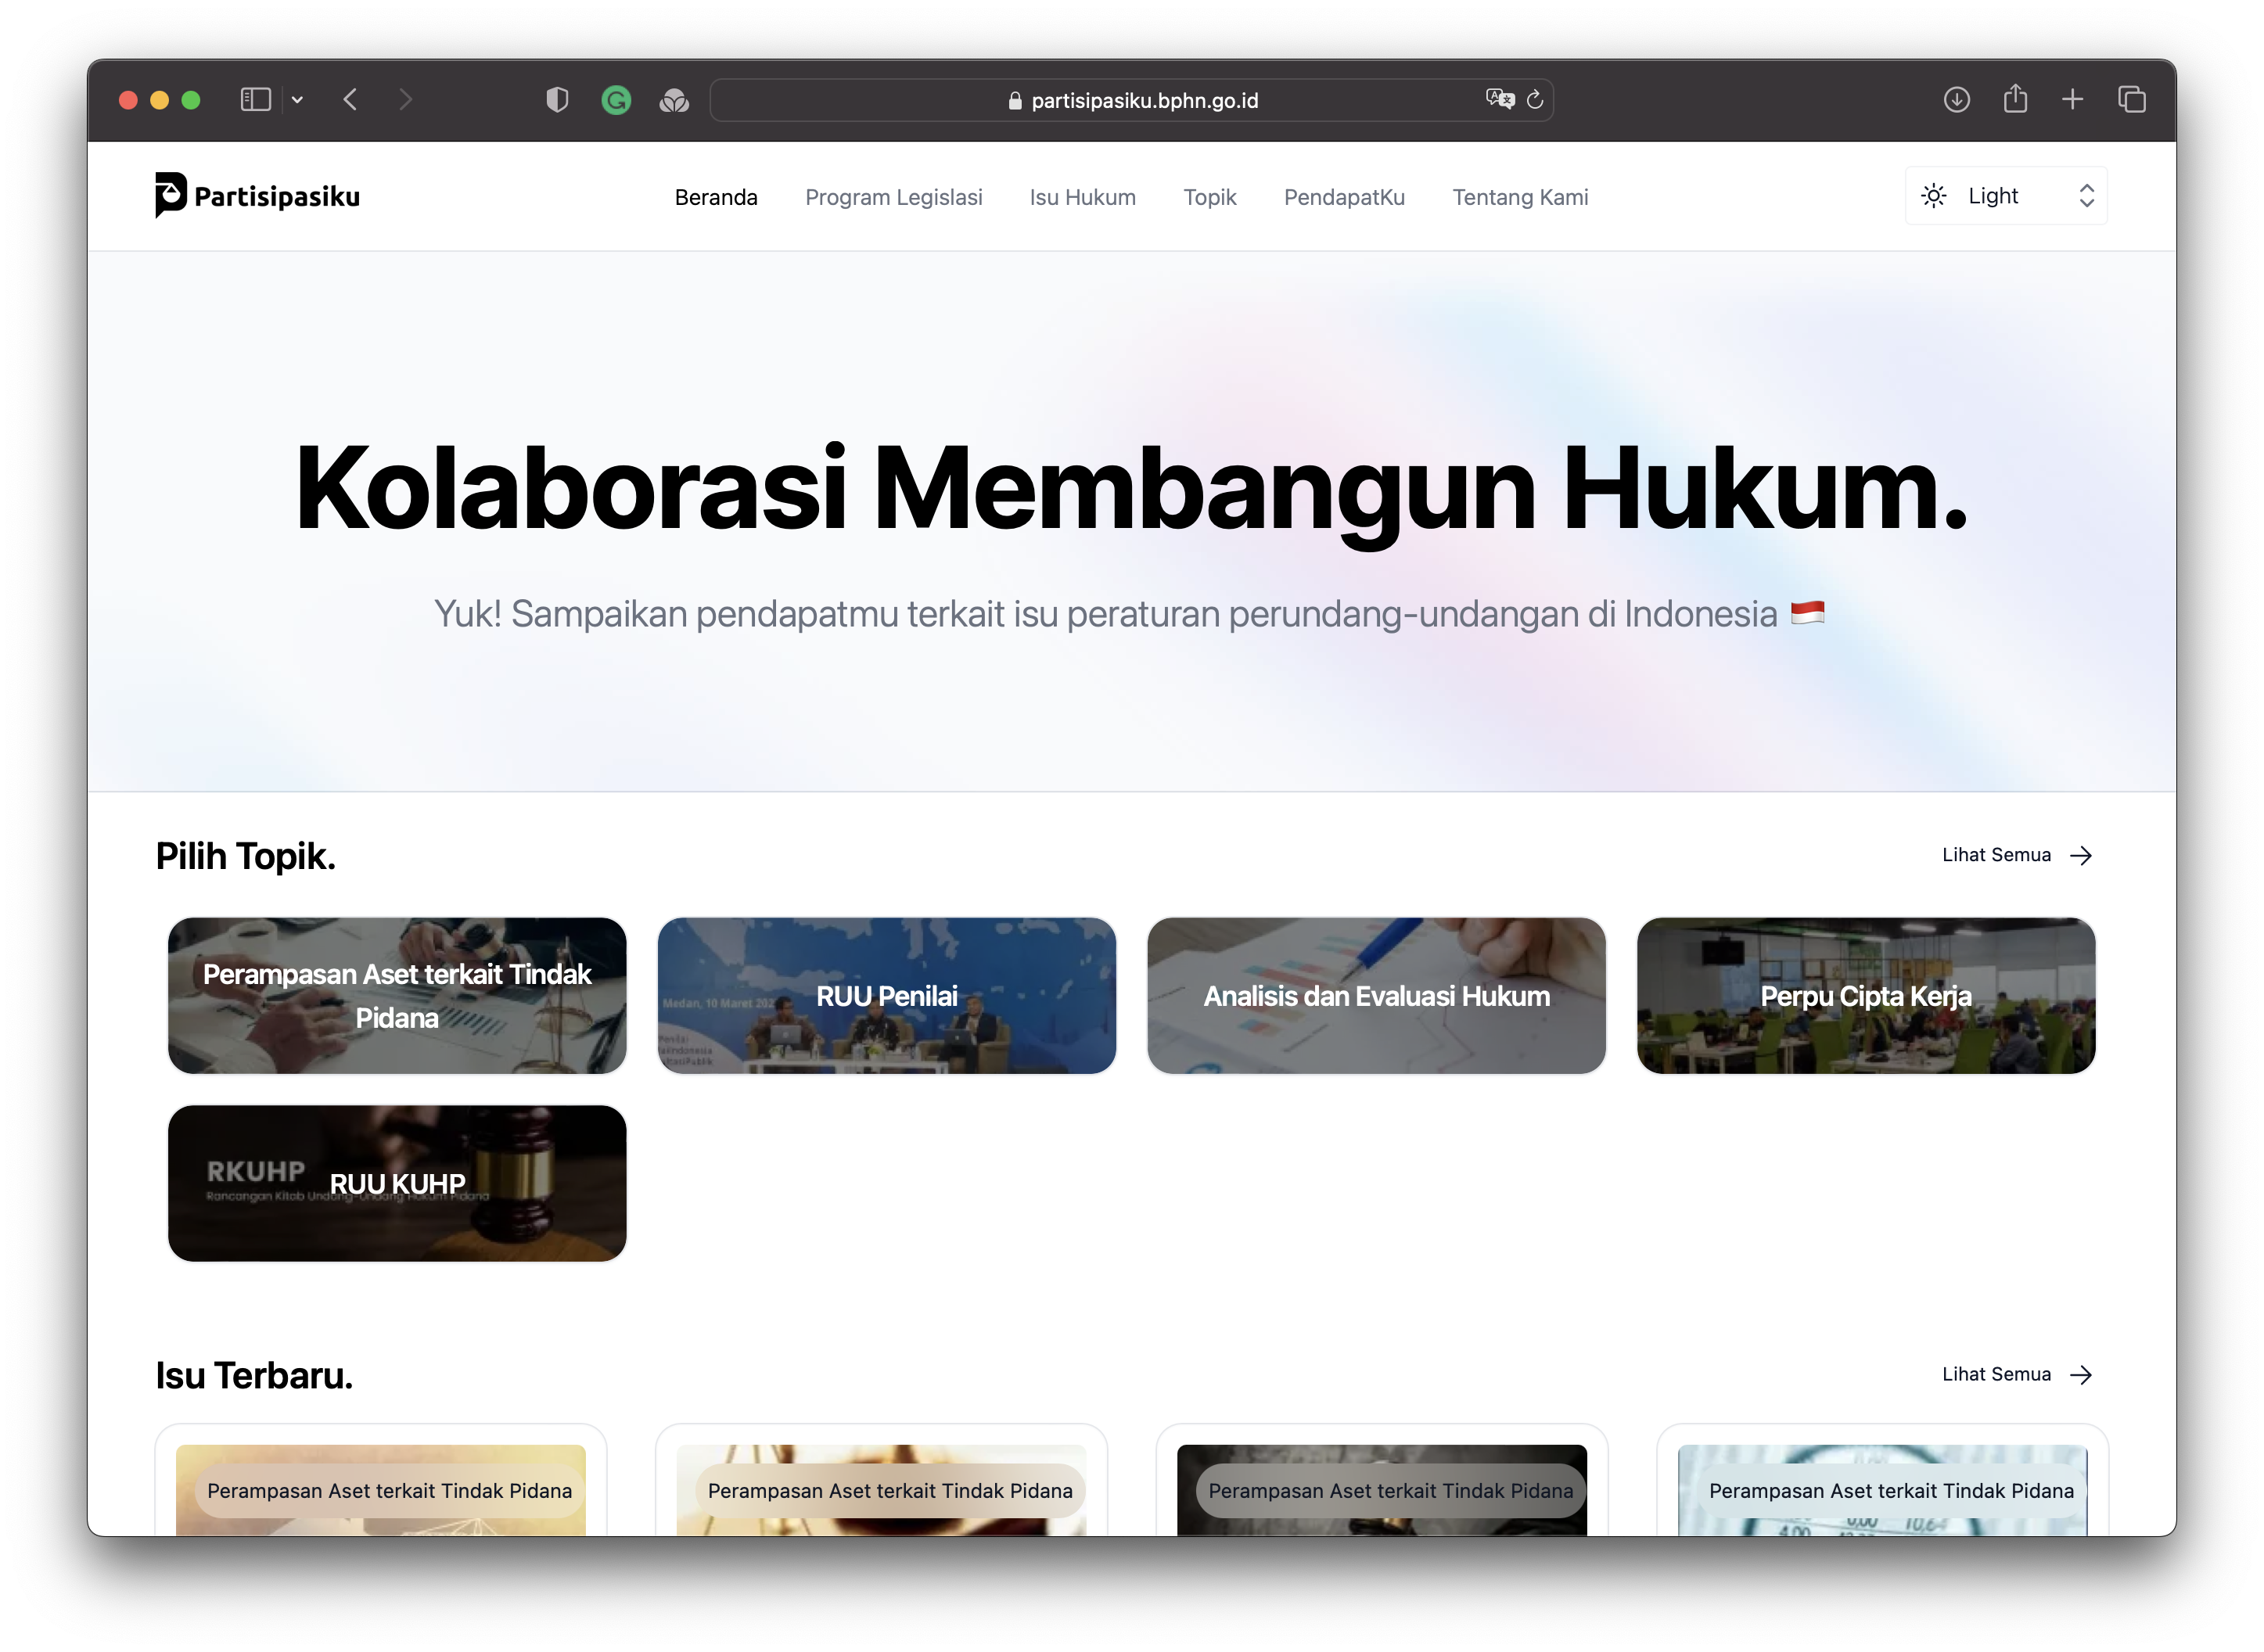 partisipasiku.bphn.go.id
Partisipasiku
Beranda
Program Legislasi
Isu Hukum
Topik
PendapatKu
Tentang Kami
Light
Kolaborasi Membangun Hukum.
Yuk! Sampaikan pendapatmu terkait isu peraturan perundang-undangan di Indonesia 🇮🇩
Pilih Topik.
Lihat Semua
Perampasan Aset terkait Tindak
Pidana
Medan, 10 Maret
RUU Penilai
Analisis dan Evaluasi Hukum
Perpu Cipta Kerja
RKUHP
Rancangan Kitab Undang-Undang Hukum Pidana
RUU KUHP
Isu Terbaru.
Lihat Semua
Perampasan Aset terkait Tindak Pidana
Perampasan Aset terkait Tindak Pidana
Perampasan Aset terkait Tindak Pidana
Perampasan Aset terkait Tindak Pidana